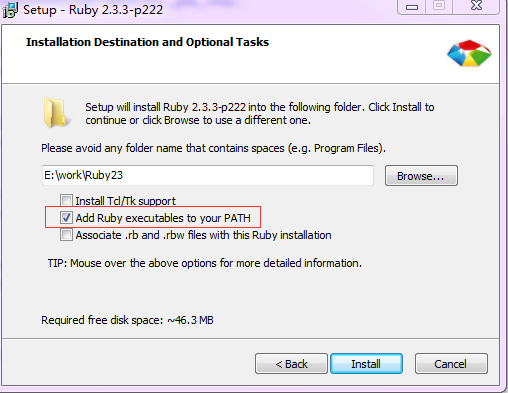 Setup - Ruby 2.3.3-p222
Installation Destination and Optional Tasks
Setup will install Ruby 2.3.3-p222 into the following folder. Click Install to
continue or click Browse to use a different one.
Please avoid any folder name that contains spaces (e.g. Program Files).
E:\work\Ruby23
Browse...
Install Tcl/Tk support
Add Ruby executables to your PATH
Associate .rb and .rbw files with this Ruby installation
TIP: Mouse over the above options for more detailed information.
Required free disk space: ~46.3 MB
< Back
Install
Cancel